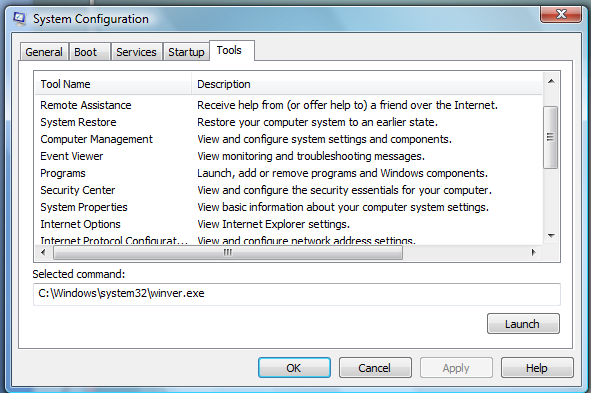 System Configuration
General Boot Services Startup Tools
Tool Name Description
Remote Assistance Receive help from (or offer help to) a friend over the Internet.
System Restore Restore your computer system to an earlier state.
Computer Management View and configure system settings and components.
Event Viewer View monitoring and troubleshooting messages.
Programs Launch, add or remove programs and Windows components.
Security Center View and configure the security essentials for your computer.
System Properties View basic information about your computer system settings.
Internet Options View Internet Explorer settings.
Internet Protocol Configurat... View and configure network address settings.
Selected command:
C:\Windows\system32\winver.exe
Launch
OK Cancel Apply Help